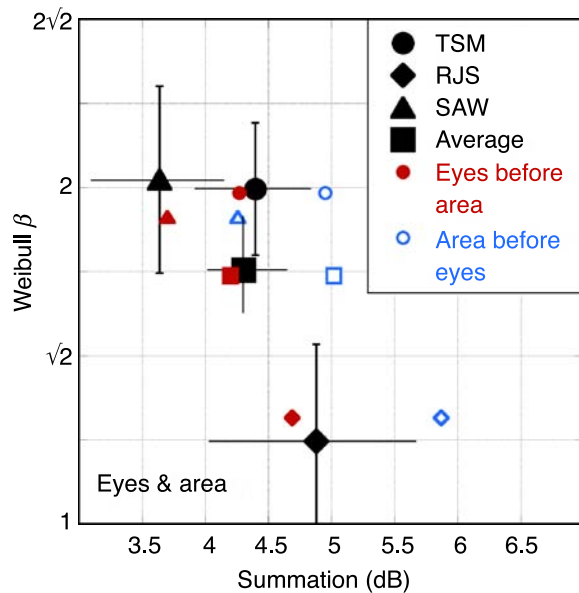 2√2
2
√2
1
Weibull β
TSM
RJS
SAW
Average
Eyes before
area
Area before
eyes
Eyes & area
3.5 4 4.5 5 5.5 6 6.5
Summation (dB)